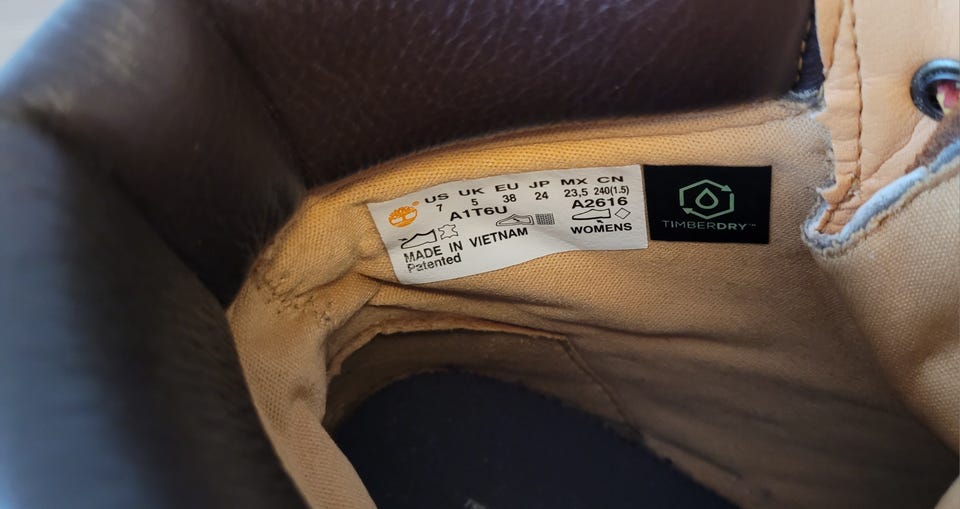 US UK EU JP MX CN
7 5 38 24 23,5 240(1.5)
A1T6U A2616
MADE IN VIETNAM WOMENS
Patented
TIMBERDRY™